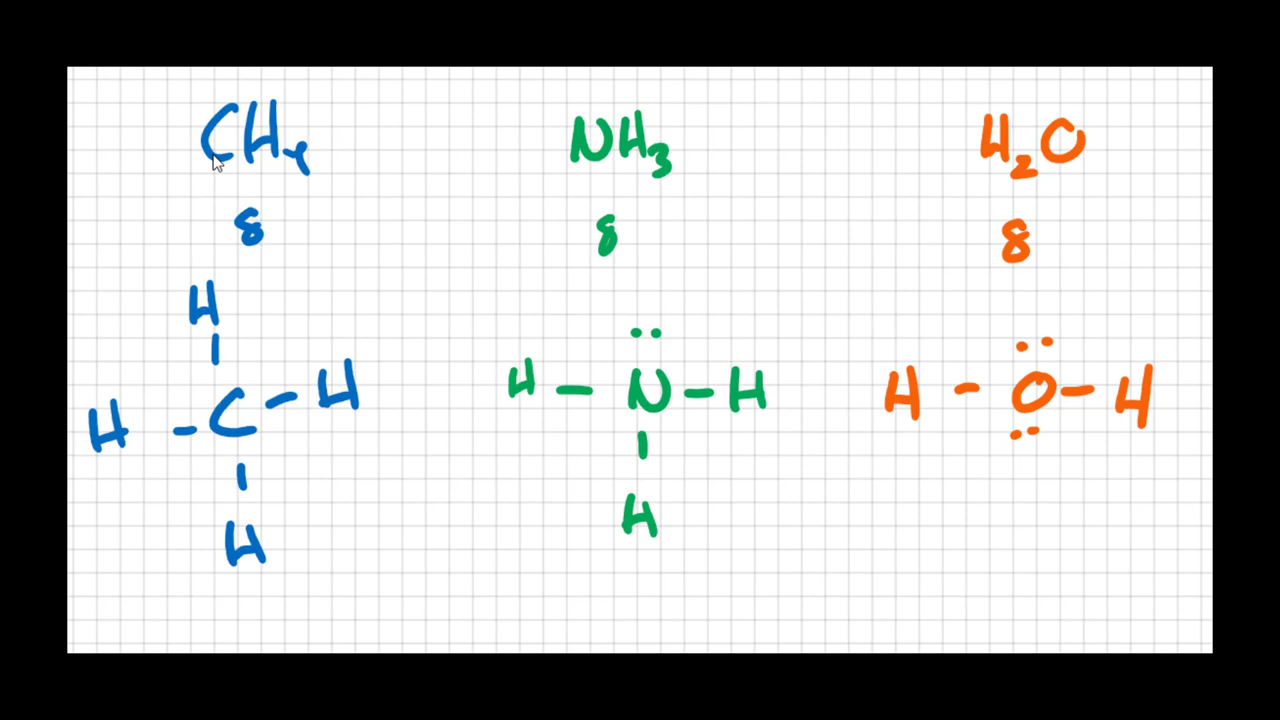 CH4 NH3 H2O
8 8 8
H
H - C - H H - N - H H - O - H
H H